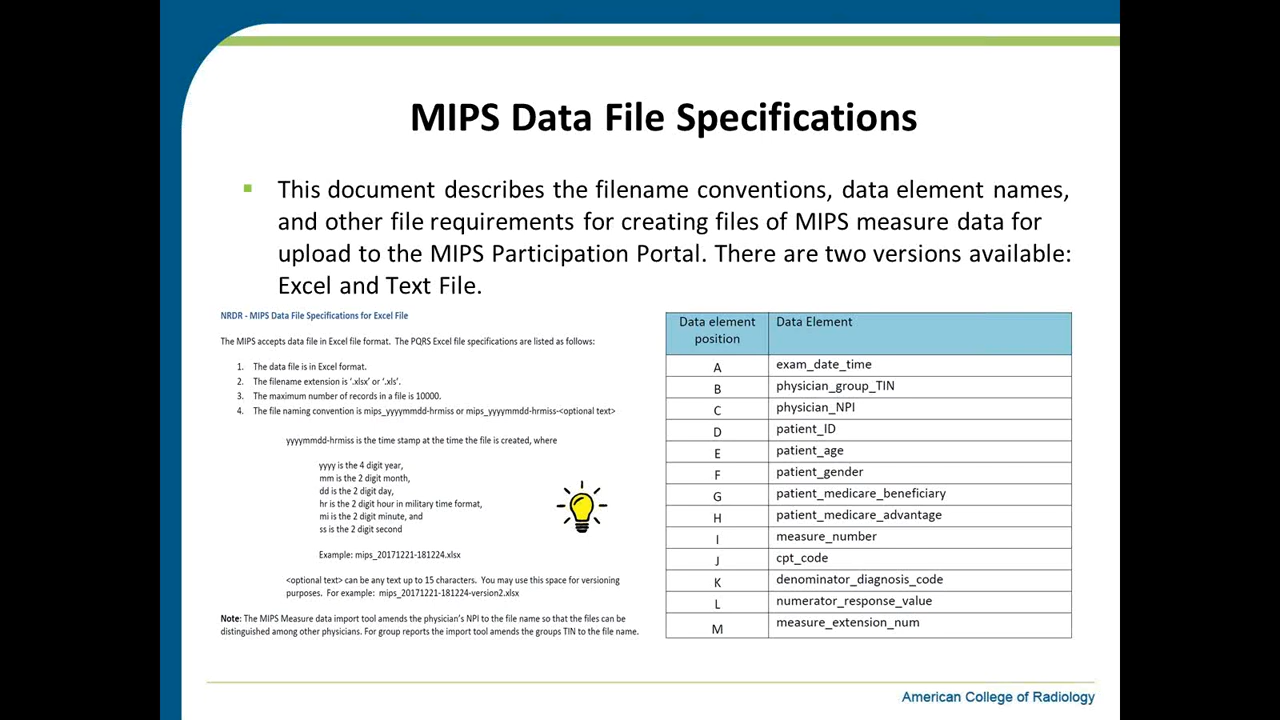 MIPS Data File Specifications
This document describes the filename conventions, data element names,
and other file requirements for creating files of MIPS measure data for
upload to the MIPS Participation Portal. There are two versions available:
Excel and Text File.
NRDR - MIPS Data File Specifications for Excel File
The MIPS accepts data file in Excel file format. The PQRS Excel file specifications are listed as follows:
1. The data file is in Excel format.
2. The filename extension is '.xlsx' or '.xls'.
3. The maximum number of records in a file is 10000.
4. The file naming convention is mips_yyyymmdd-hrmiss or mips_yyyymmdd-hrmiss-<optional text>
yyyymmdd-hrmiss is the time stamp at the time the file is created, where
yyyy is the 4 digit year,
mm is the 2 digit month,
dd is the 2 digit day,
hr is the 2 digit hour in military time format,
mi is the 2 digit minute, and
ss is the 2 digit second
Example: mips_20171221-181224.xlsx
<optional text> can be any text up to 15 characters. You may use this space for versioning
purposes. For example: mips_20171221-181224-version2.xlsx
Note: The MIPS Measure data import tool amends the physician's NPI to the file name so that the files can be
distinguished among other physicians. For group reports the import tool amends the groups TIN to the file name.
Data element position Data Element
A exam_date_time
B physician_group_TIN
C physician_NPI
D patient_ID
E patient_age
F patient_gender
G patient_medicare_beneficiary
H patient_medicare_advantage
I measure_number
J cpt_code
K denominator_diagnosis_code
L numerator_response_value
M measure_extension_num
American College of Radiology